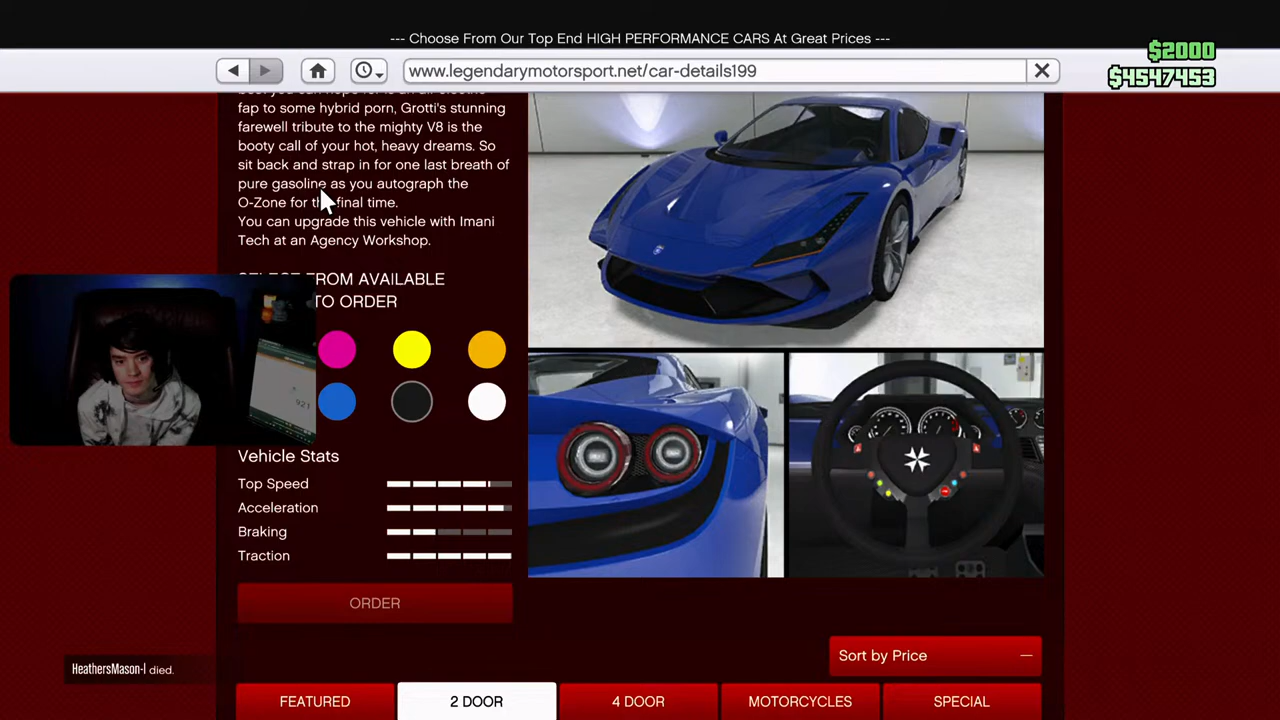 --- Choose From Our Top End HIGH PERFORMANCE CARS At Great Prices ---
$2000
www.legendarymotorsport.net/car-details199
$4547453
fap to some hybrid porn, Grotti's stunning
farewell tribute to the mighty V8 is the
booty call of your hot, heavy dreams. So
sit back and strap in for one last breath of
pure gasoline as you autograph the
O-Zone for the final time.
You can upgrade this vehicle with Imani
Tech at an Agency Workshop.
SELECT FROM AVAILABLE
TO ORDER
Vehicle Stats
Top Speed
Acceleration
Braking
Traction
ORDER
HeathersMason-I died.
Sort by Price
FEATURED
2 DOOR
4 DOOR
MOTORCYCLES
SPECIAL